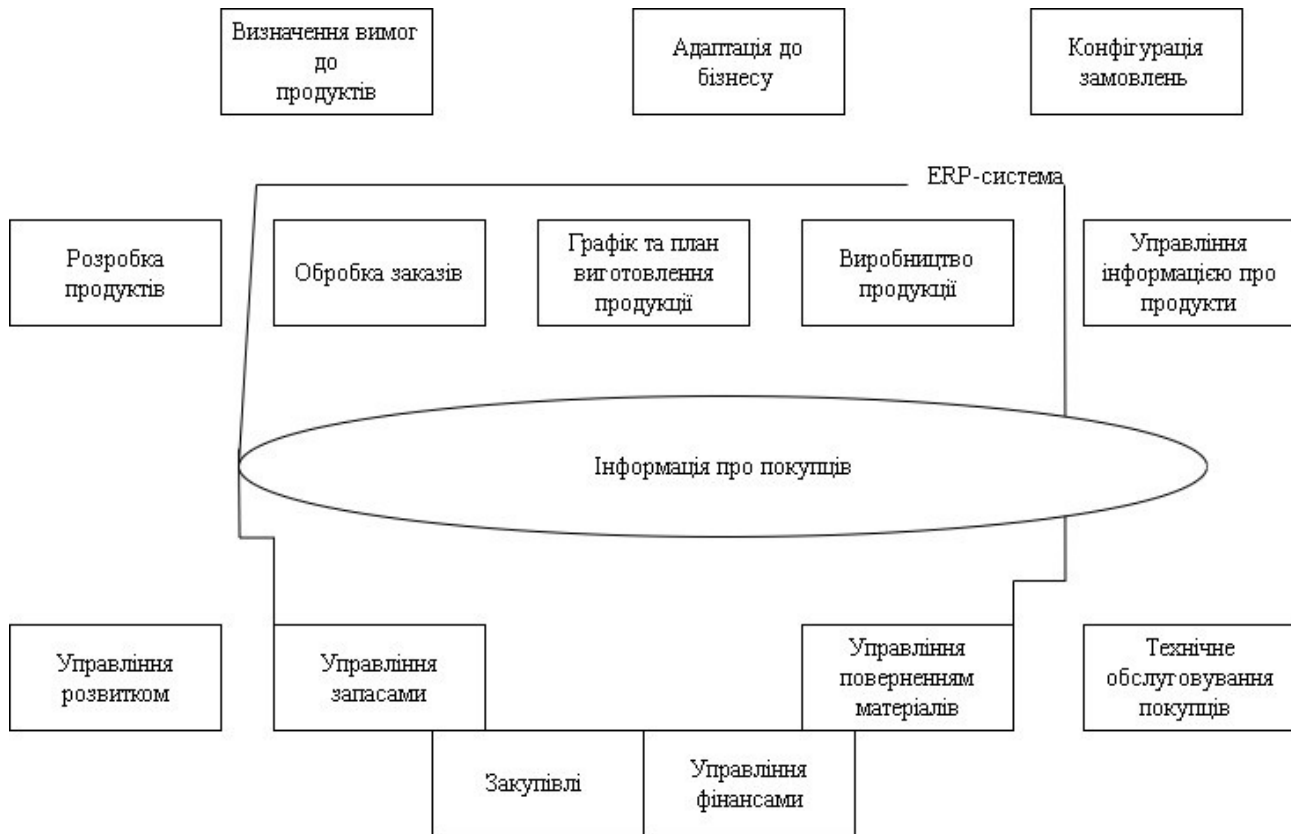 Визначення вимог
до
продуктів
Адаптація до
бізнесу
Конфігурація
замовлень
ERP-система
Розробка
продуктів
Обробка заказів
Графік та план
виготовлення
продукції
Виробництво
продукції
Управління
інформацією про
продукти
Інформація про покупців
Управління
розвитком
Управління
запасами
Управління
поверненням
матеріалів
Технічне
обслуговування
покупців
Закупівлі
Управління
фінансами